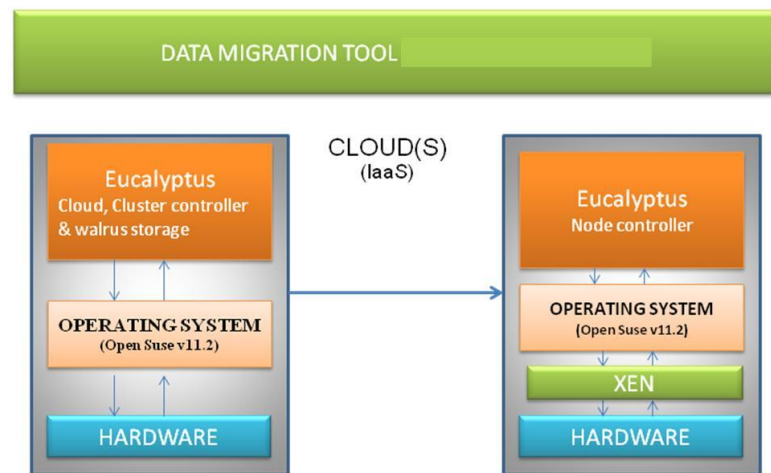 DATA MIGRATION TOOL
CLOUD(S)
(IaaS)
Eucalyptus
Cloud, Cluster controller
& walrus storage
OPERATING SYSTEM
(Open Suse v11.2)
HARDWARE
Eucalyptus
Node controller
OPERATING SYSTEM
(Open Suse v11.2)
XEN
HARDWARE